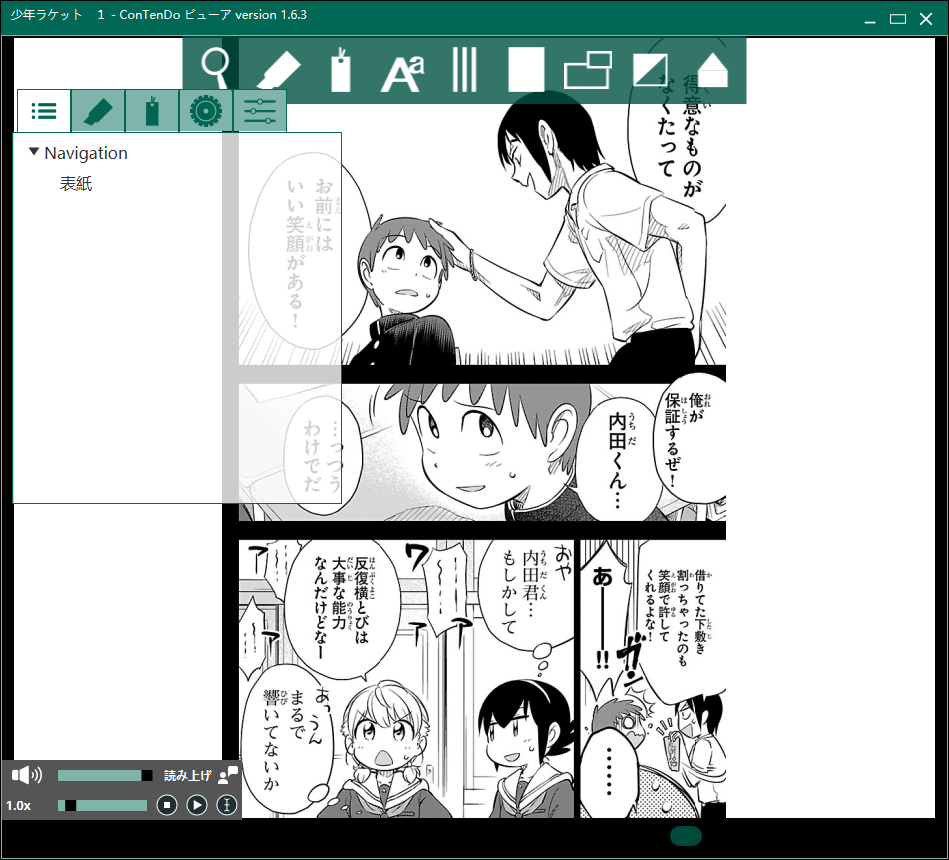 少年ラケット　1 - ConTenDo ビューア version 1.6.3
Aa
Navigation
表紙
得意なものが
なくたって
お前には
いい笑顔がある！
俺が
保証するぜ！
内田くん…
…っつう
わけでだ
借りてた下敷き
割っちゃったのも
笑顔で許して
くれるよな！
あ――!!
ガーン
……
おや
内田君…
もしかして
反復横とびは
大事な能力
なんだけどなー
あっ うん
まるで
響いてないか
読み上げ
1.0x